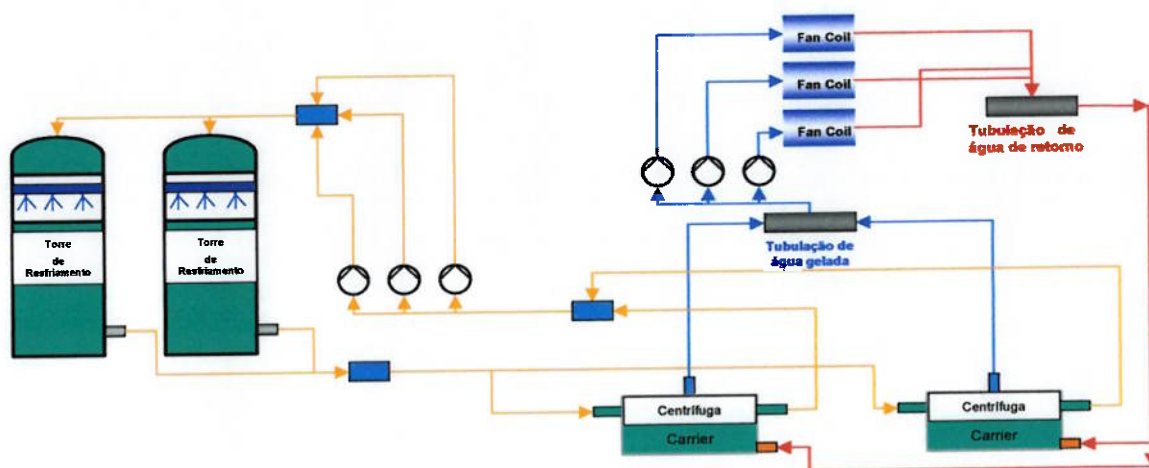 Fan Coil
Fan Coil
Fan Coil
Tubulação de
água de retorno
Torre
de
Resfriamento
Torre
de
Resfriamento
Tubulação de
água gelada
Centrífuga
Carrier
Centrífuga
Carrier